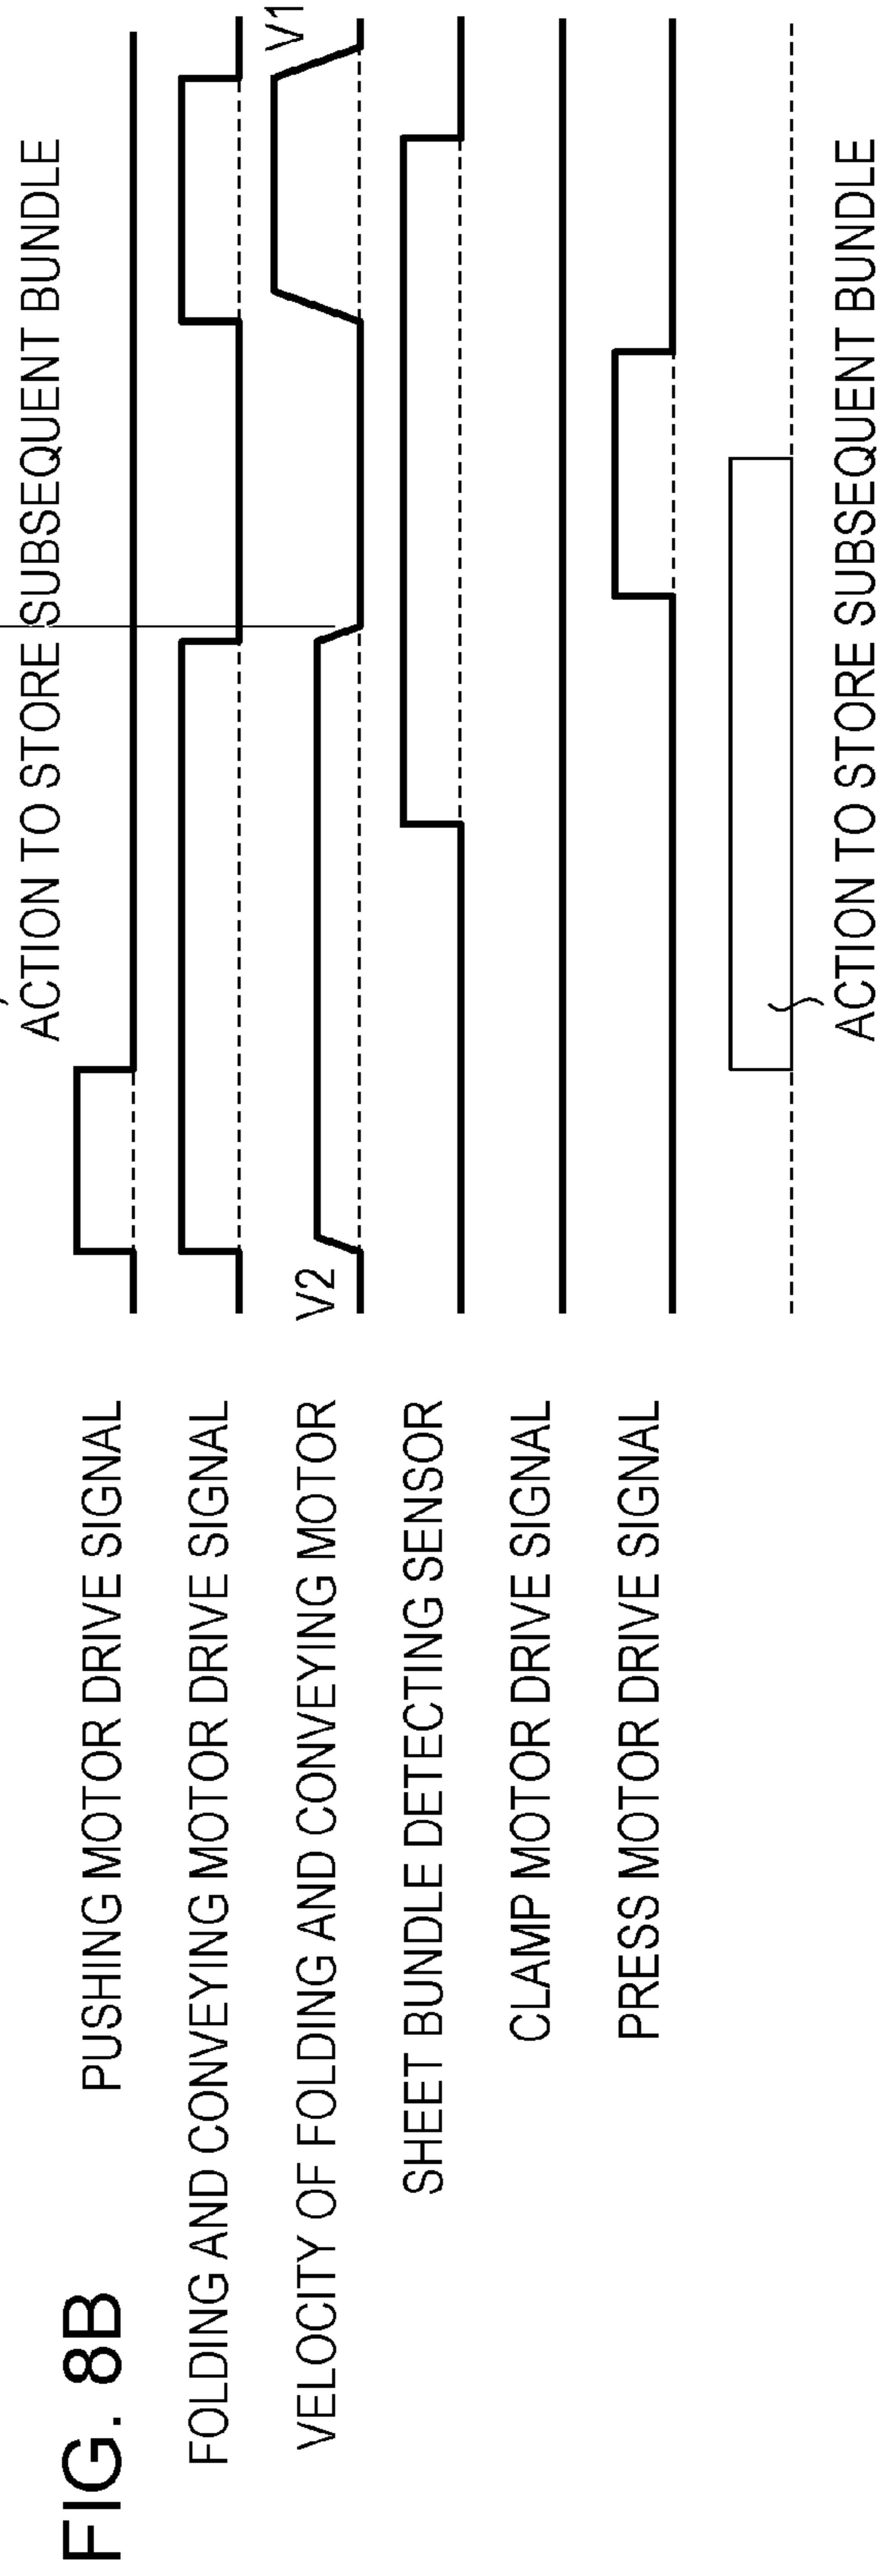 FIG. 8B
ACTION TO STORE SUBSEQUENT BUNDLE
PUSHING MOTOR DRIVE SIGNAL
FOLDING AND CONVEYING MOTOR DRIVE SIGNAL
V1
V2
VELOCITY OF FOLDING AND CONVEYING MOTOR
SHEET BUNDLE DETECTING SENSOR
CLAMP MOTOR DRIVE SIGNAL
PRESS MOTOR DRIVE SIGNAL
ACTION TO STORE SUBSEQUENT BUNDLE